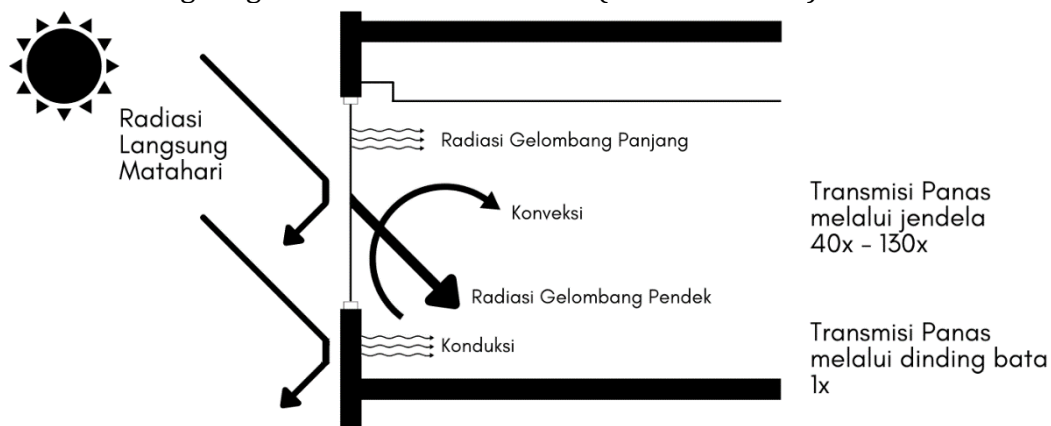 Radiasi
Langsung
Matahari
Radiasi Gelombang Panjang
Konveksi
Radiasi Gelombang Pendek
Konduksi
Transmisi Panas
melalui jendela
40x - 130x
Transmisi Panas
melalui dinding bata
1x